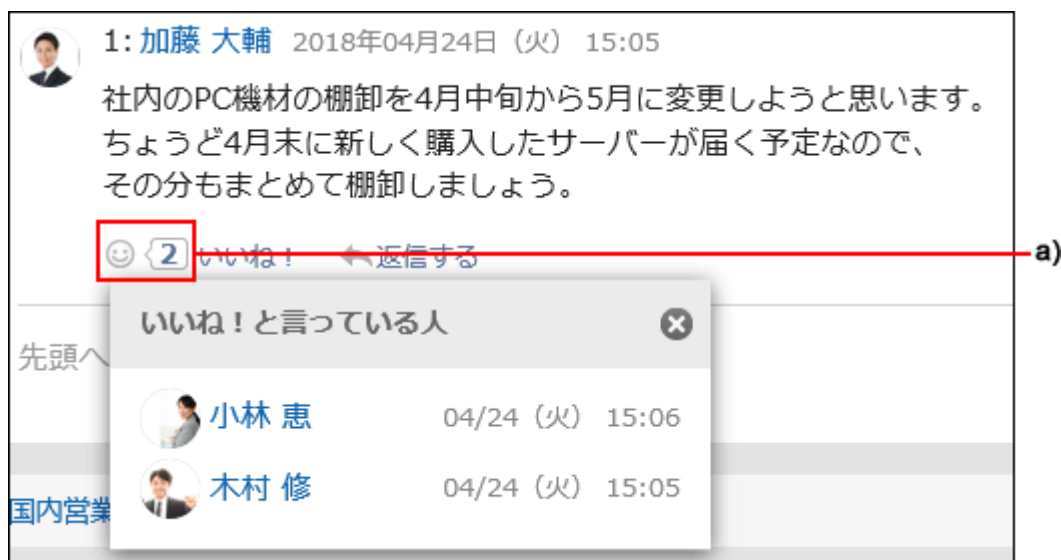 1: 加藤 大輔 2018年04月24日（火） 15:05
社内のPC機材の棚卸を4月中旬から5月に変更しようと思います。
ちょうど4月末に新しく購入したサーバーが届く予定なので、
その分もまとめて棚卸しましょう。
2 いいね！ 返信する
a)
いいね！と言っている人
先頭へ
小林 恵 04/24（火） 15:06
木村 修 04/24（火） 15:05
国内営業